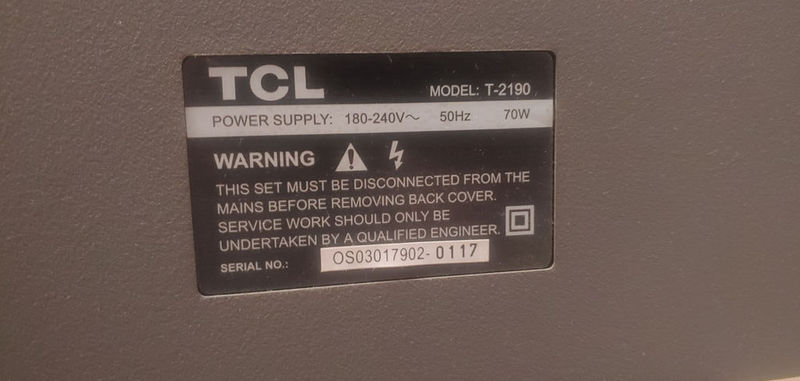 TCL
MODEL: T-2190
POWER SUPPLY: 180-240V~ 50Hz 70W
WARNING
THIS SET MUST BE DISCONNECTED FROM THE
MAINS BEFORE REMOVING BACK COVER.
SERVICE WORK SHOULD ONLY BE
UNDERTAKEN BY A QUALIFIED ENGINEER.
SERIAL NO.: OS03017902-0117